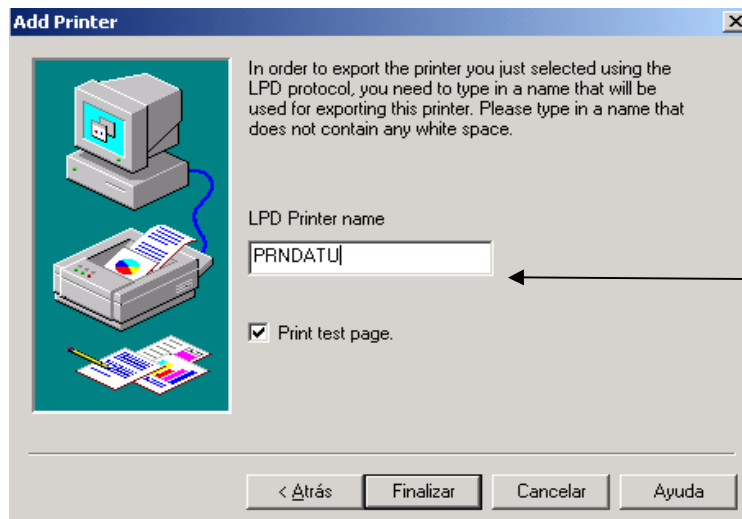 Add Printer
In order to export the printer you just selected using the
LPD protocol, you need to type in a name that will be
used for exporting this printer. Please type in a name that
does not contain any white space.
LPD Printer name
PRNDATU
Print test page.
< Atrás
Finalizar
Cancelar
Ayuda